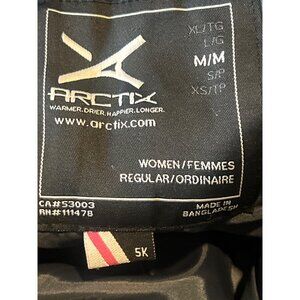 XL/TG
L/G
M/M
S/P
XS/TP
ARCTIX
WARMER. DRIER. HAPPIER. LONGER.
www.arctix.com
WOMEN/FEMMES
REGULAR/ORDINAIRE
CA#53003
RN#111478
MADE IN
BANGLADESH
5K